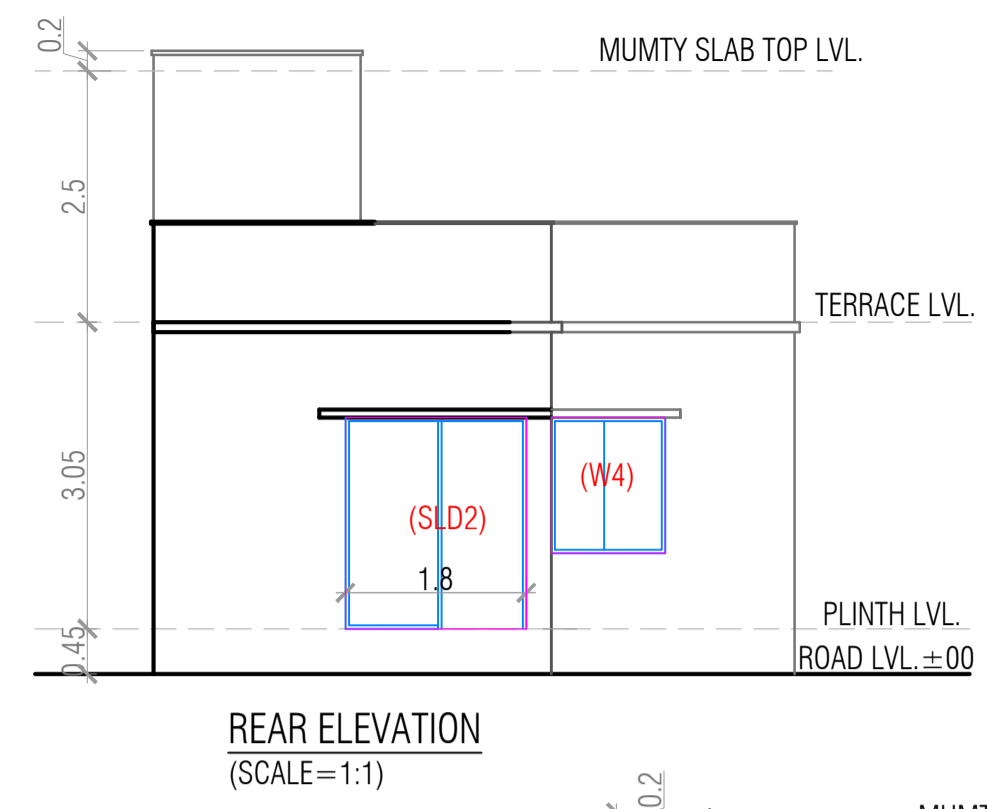 0.2
MUMTY SLAB TOP LVL.
2.5
TERRACE LVL.
3.05
(W4)
(SLD2)
1.8
PLINTH LVL.
0.45
ROAD LVL.±00
REAR ELEVATION
(SCALE=1:1)
0.2